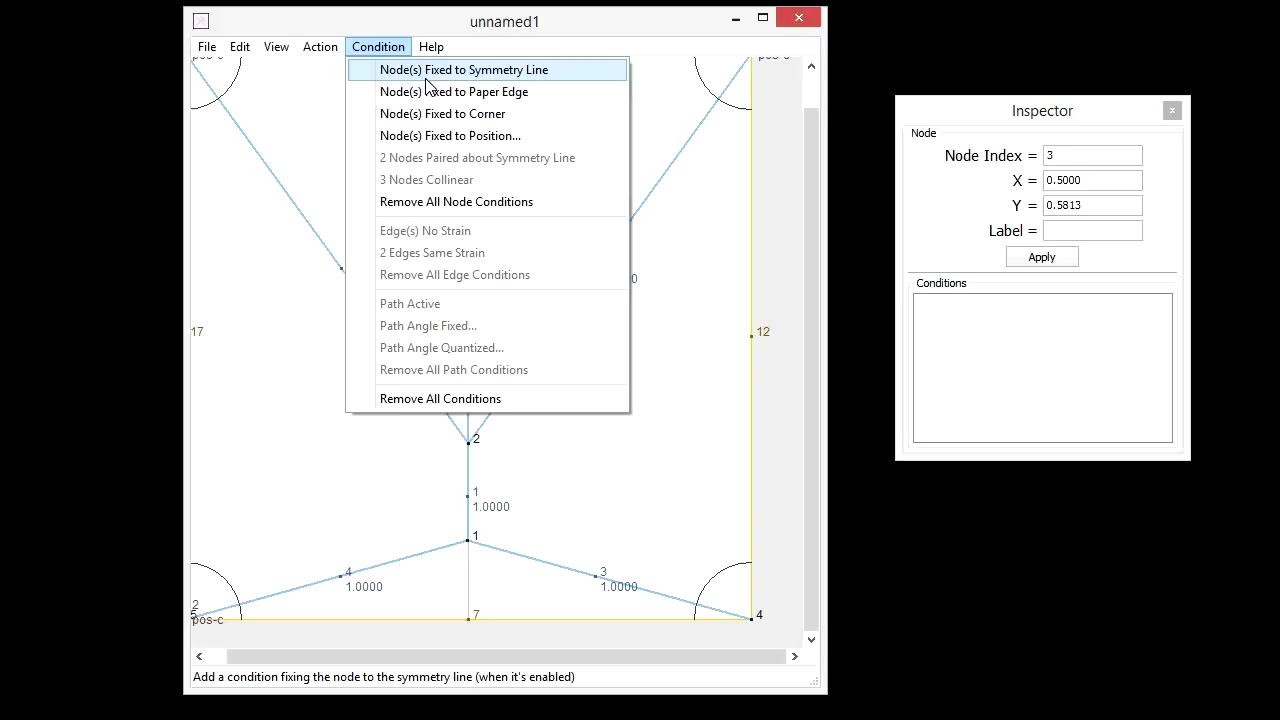 unnamed1
File Edit View Action Condition Help
Node(s) Fixed to Symmetry Line
Node(s) Fixed to Paper Edge
Node(s) Fixed to Corner
Node(s) Fixed to Position...
2 Nodes Paired about Symmetry Line
3 Nodes Collinear
Remove All Node Conditions
Edge(s) No Strain
2 Edges Same Strain
Remove All Edge Conditions
Path Active
Path Angle Fixed...
Path Angle Quantized...
Remove All Path Conditions
Remove All Conditions
pos-c
17
0
12
2
1
1.0000
1
4
1.0000
3
1.0000
2
5
pos-c
7
4
Add a condition fixing the node to the symmetry line (when it's enabled)
Inspector
Node
Node Index = 3
X = 0.5000
Y = 0.5813
Label =
Apply
Conditions